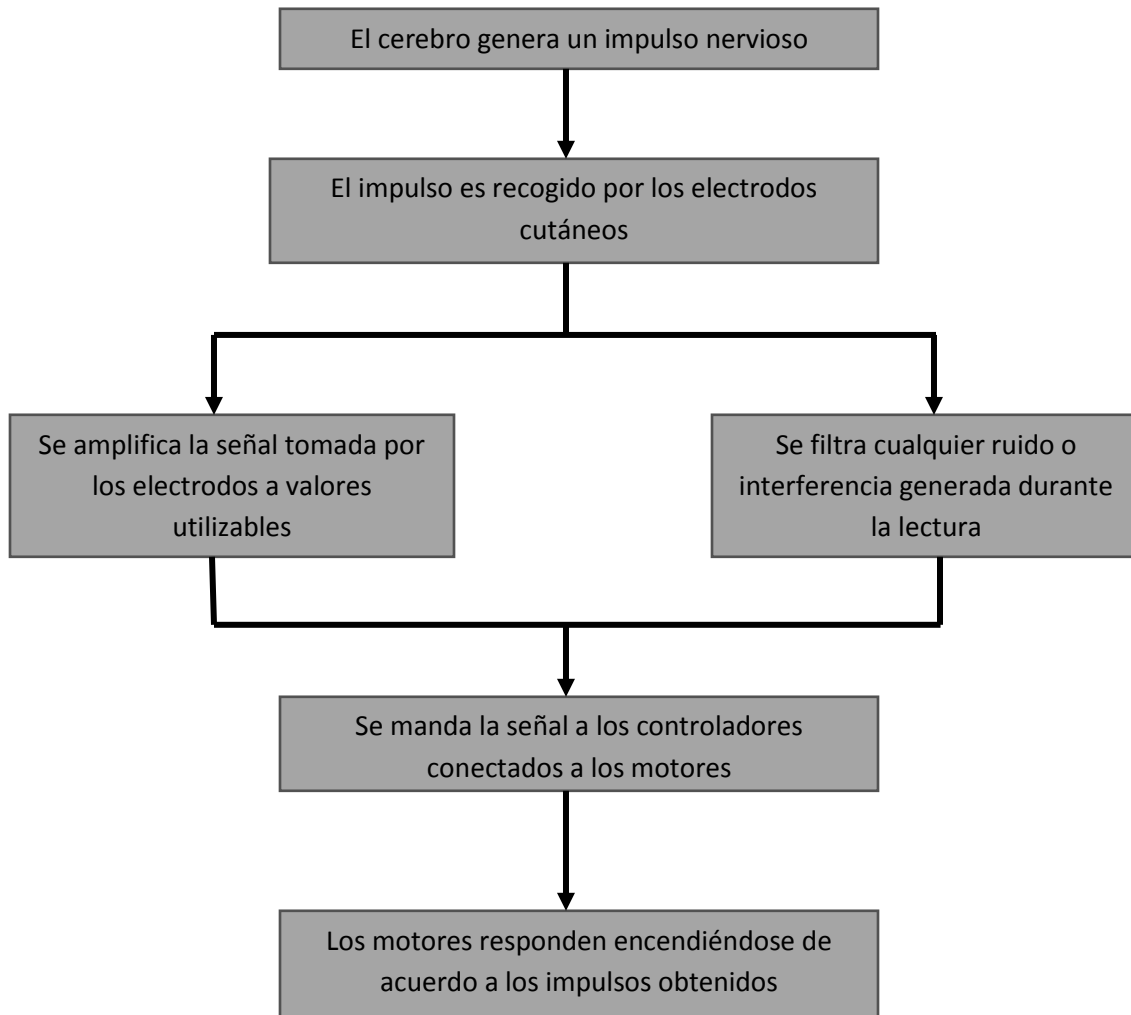 El cerebro genera un impulso nervioso
El impulso es recogido por los electrodos
cutáneos
Se amplifica la señal tomada por
los electrodos a valores
utilizables
Se filtra cualquier ruido o
interferencia generada durante
la lectura
Se manda la señal a los controladores
conectados a los motores
Los motores responden encendiéndose de
acuerdo a los impulsos obtenidos